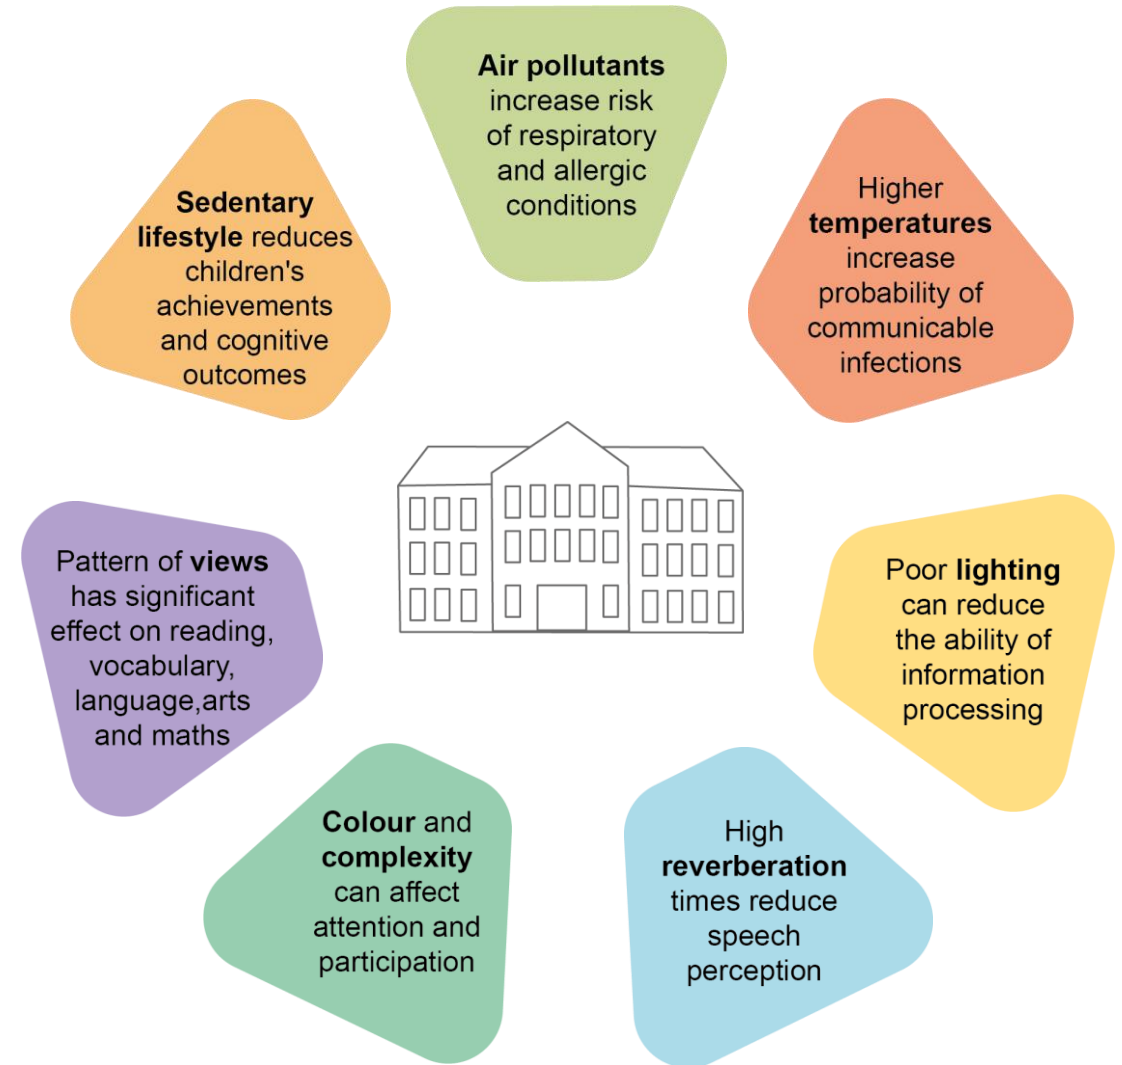 Air pollutants
increase risk
of respiratory
and allergic
conditions
Higher
temperatures
increase
probability of
communicable
infections
Poor lighting
can reduce
the ability of
information
processing
High
reverberation
times reduce
speech
perception
Colour and
complexity
can affect
attention and
participation
Pattern of views
has significant
effect on reading,
vocabulary,
language,arts
and maths
Sedentary
lifestyle reduces
children's
achievements
and cognitive
outcomes